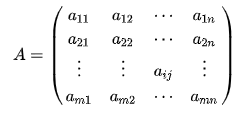 A = ( a₁₁ a₁₂ ⋯ a₁ₙ
a₂₁ a₂₂ ⋯ a₂ₙ
⋮ ⋮ aᵢⱼ ⋮
aₘ₁ aₘ₂ ⋯ aₘₙ )